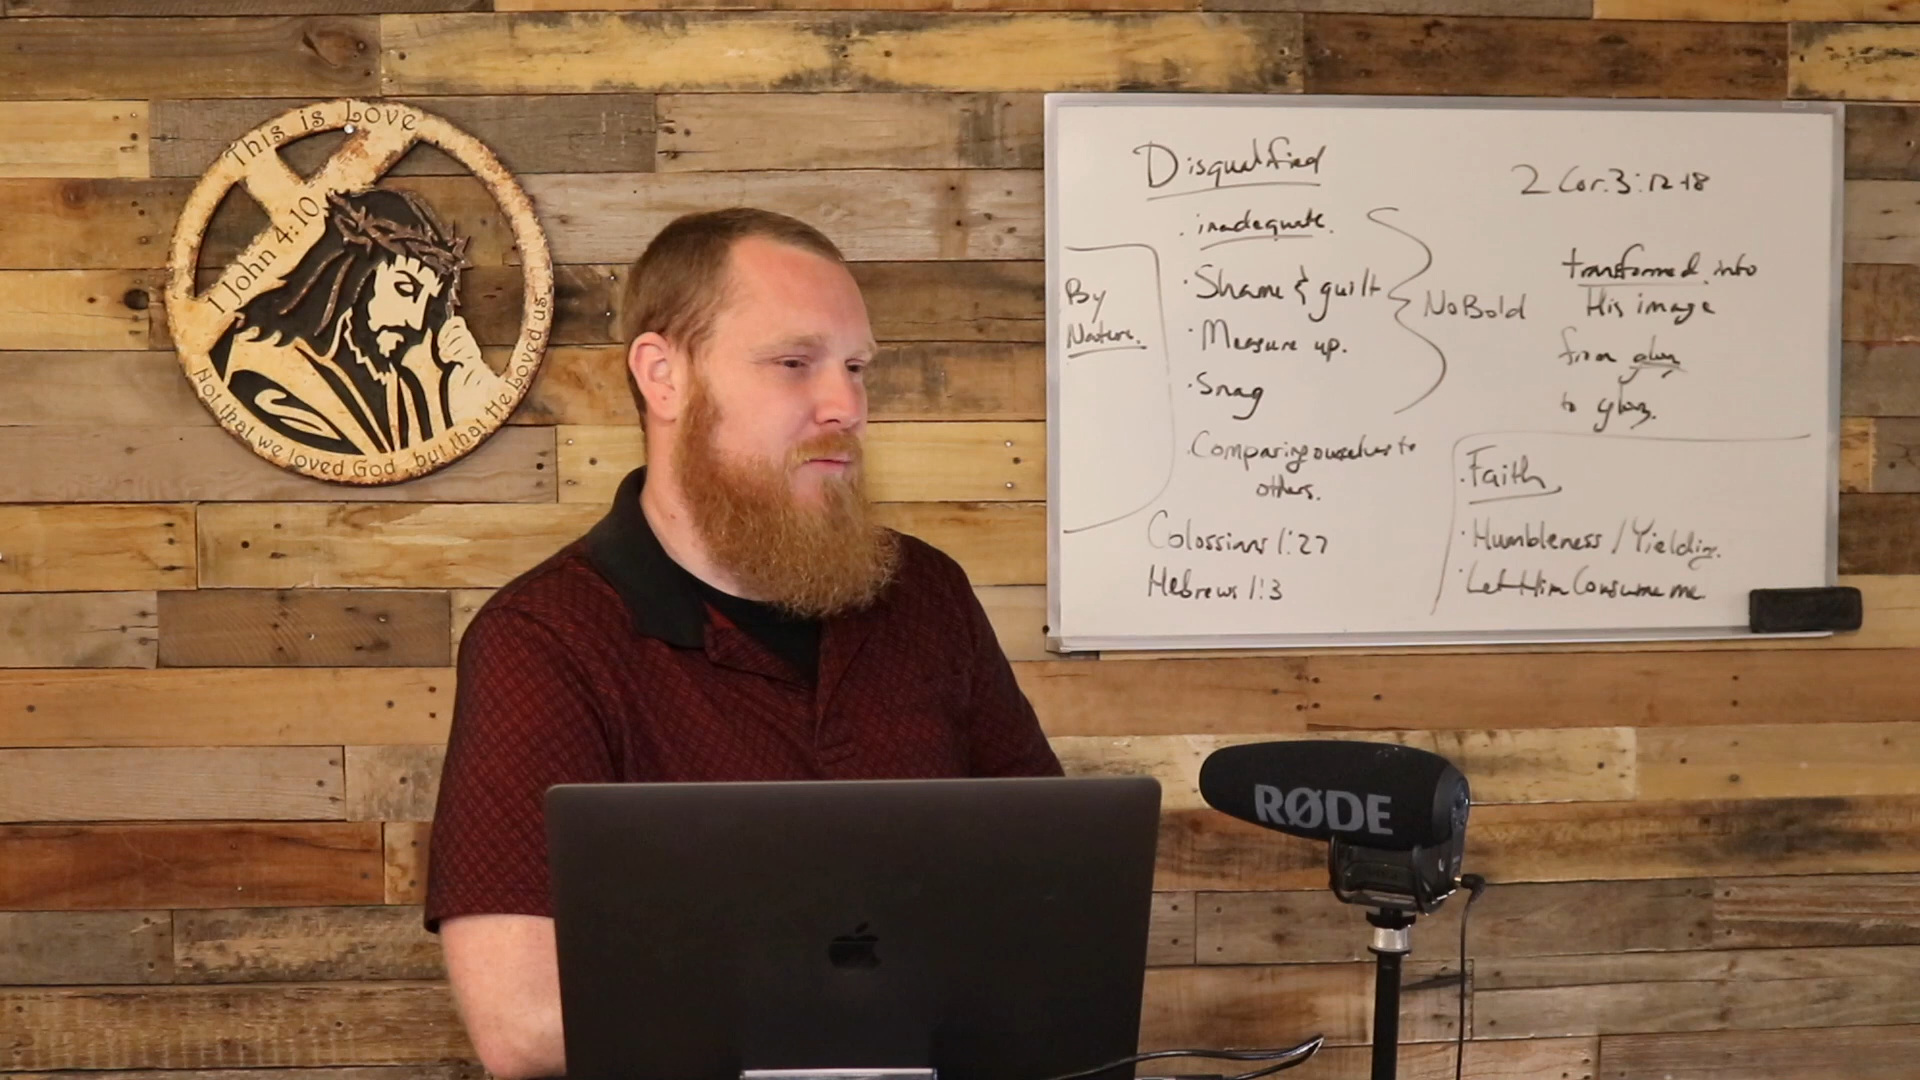 This is Love
1 John 4:10
Not that we loved God but that He Loved us.
Disqualified
. inadequate.
· Shame & guilt
· Measure up.
· Snag
· Comparing ourselves to
others.
By
Nature.
No Bold
Colossians 1:27
Hebrews 1:3
2 Cor. 3:12-18
transformed into
His image
from glory
to glory.
· Faith
· Humbleness / Yielding.
· Let Him Consume me
RØDE